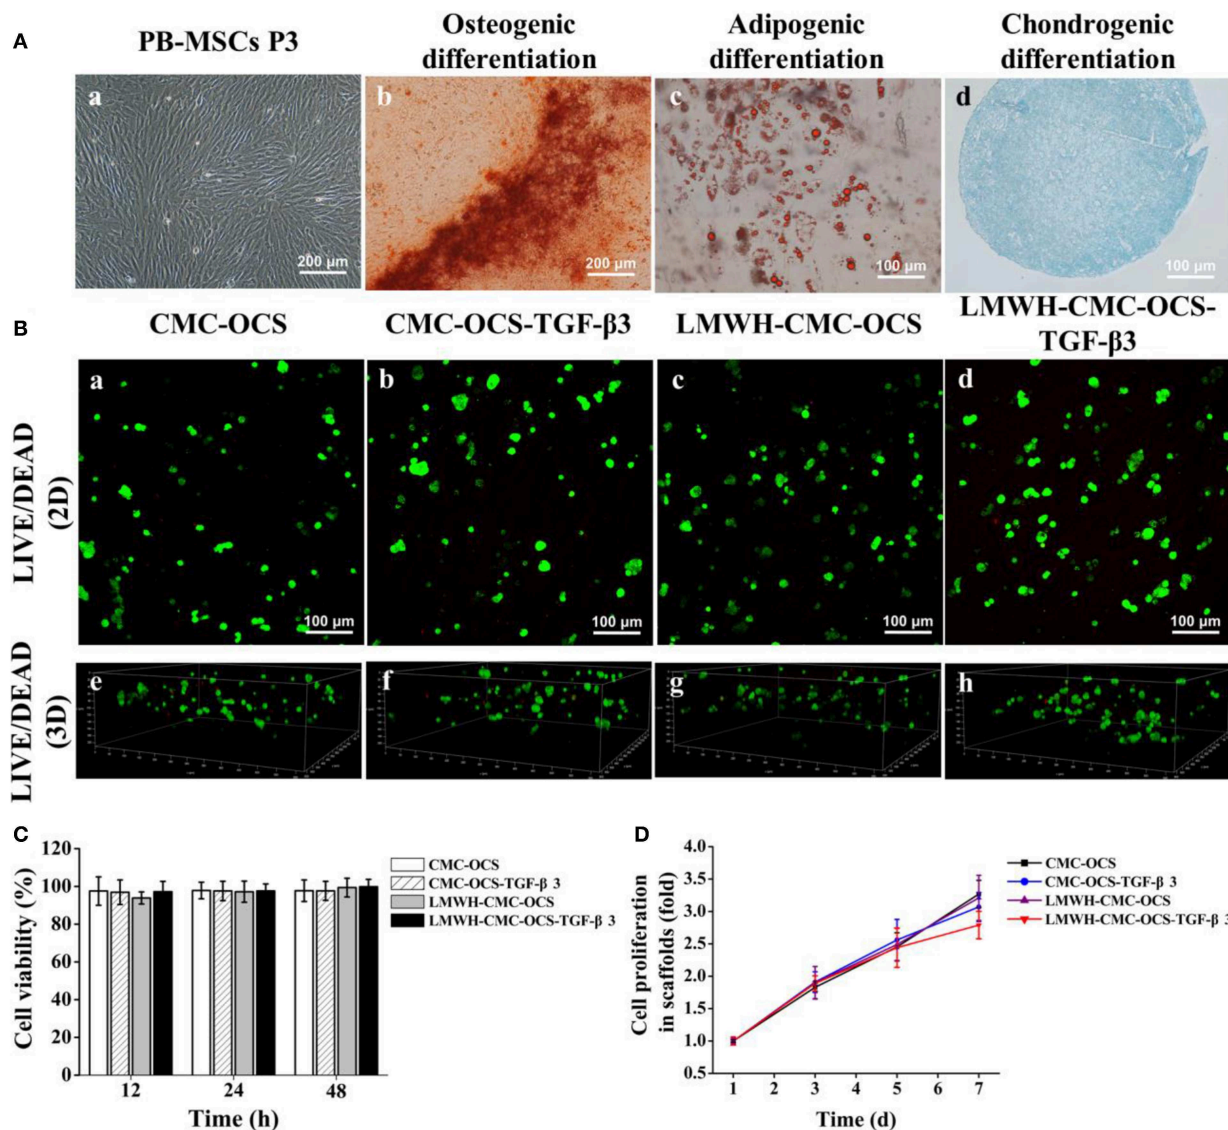 A
PB-MSCs P3
Osteogenic
differentiation
Adipogenic
differentiation
Chondrogenic
differentiation
a
b
c
d
200 μm
200 μm
100 μm
100 μm
B
CMC-OCS
CMC-OCS-TGF-β3
LMWH-CMC-OCS
LMWH-CMC-OCS-
TGF-β3
LIVE/DEAD
(2D)
a
b
c
d
100 μm
100 μm
100 μm
100 μm
LIVE/DEAD
(3D)
e
f
g
h
C
Cell viability (%)
120
100
80
60
40
20
0
12
24
48
Time (h)
CMC-OCS
CMC-OCS-TGF-β 3
LMWH-CMC-OCS
LMWH-CMC-OCS-TGF-β 3
D
Cell proliferation
in scaffolds (fold)
4.0
3.5
3.0
2.5
2.0
1.5
1.0
0.5
1
2
3
4
5
6
7
Time (d)
CMC-OCS
CMC-OCS-TGF-β 3
LMWH-CMC-OCS
LMWH-CMC-OCS-TGF-β 3